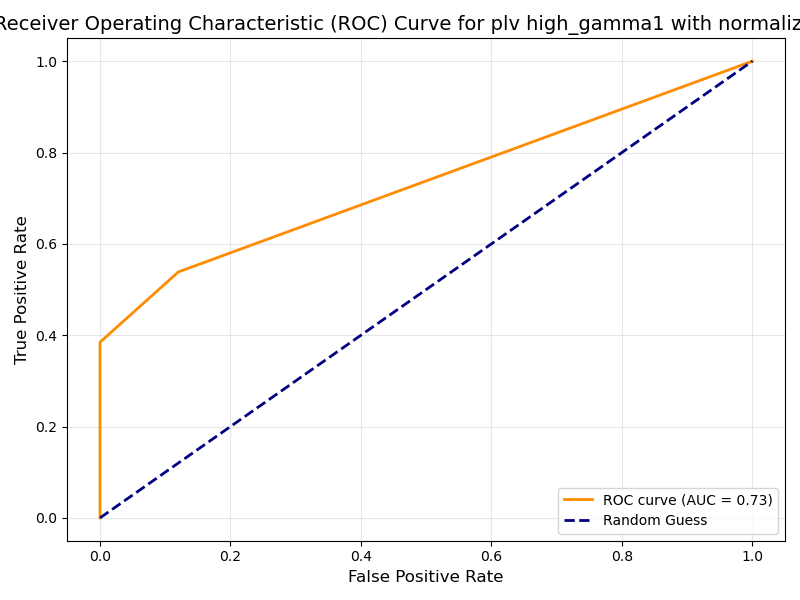 Receiver Operating Characteristic (ROC) Curve for plv high_gamma1 with normaliz
1.0
0.8
0.6
0.4
0.2
0.0
True Positive Rate
0.0 0.2 0.4 0.6 0.8 1.0
False Positive Rate
ROC curve (AUC = 0.73)
Random Guess